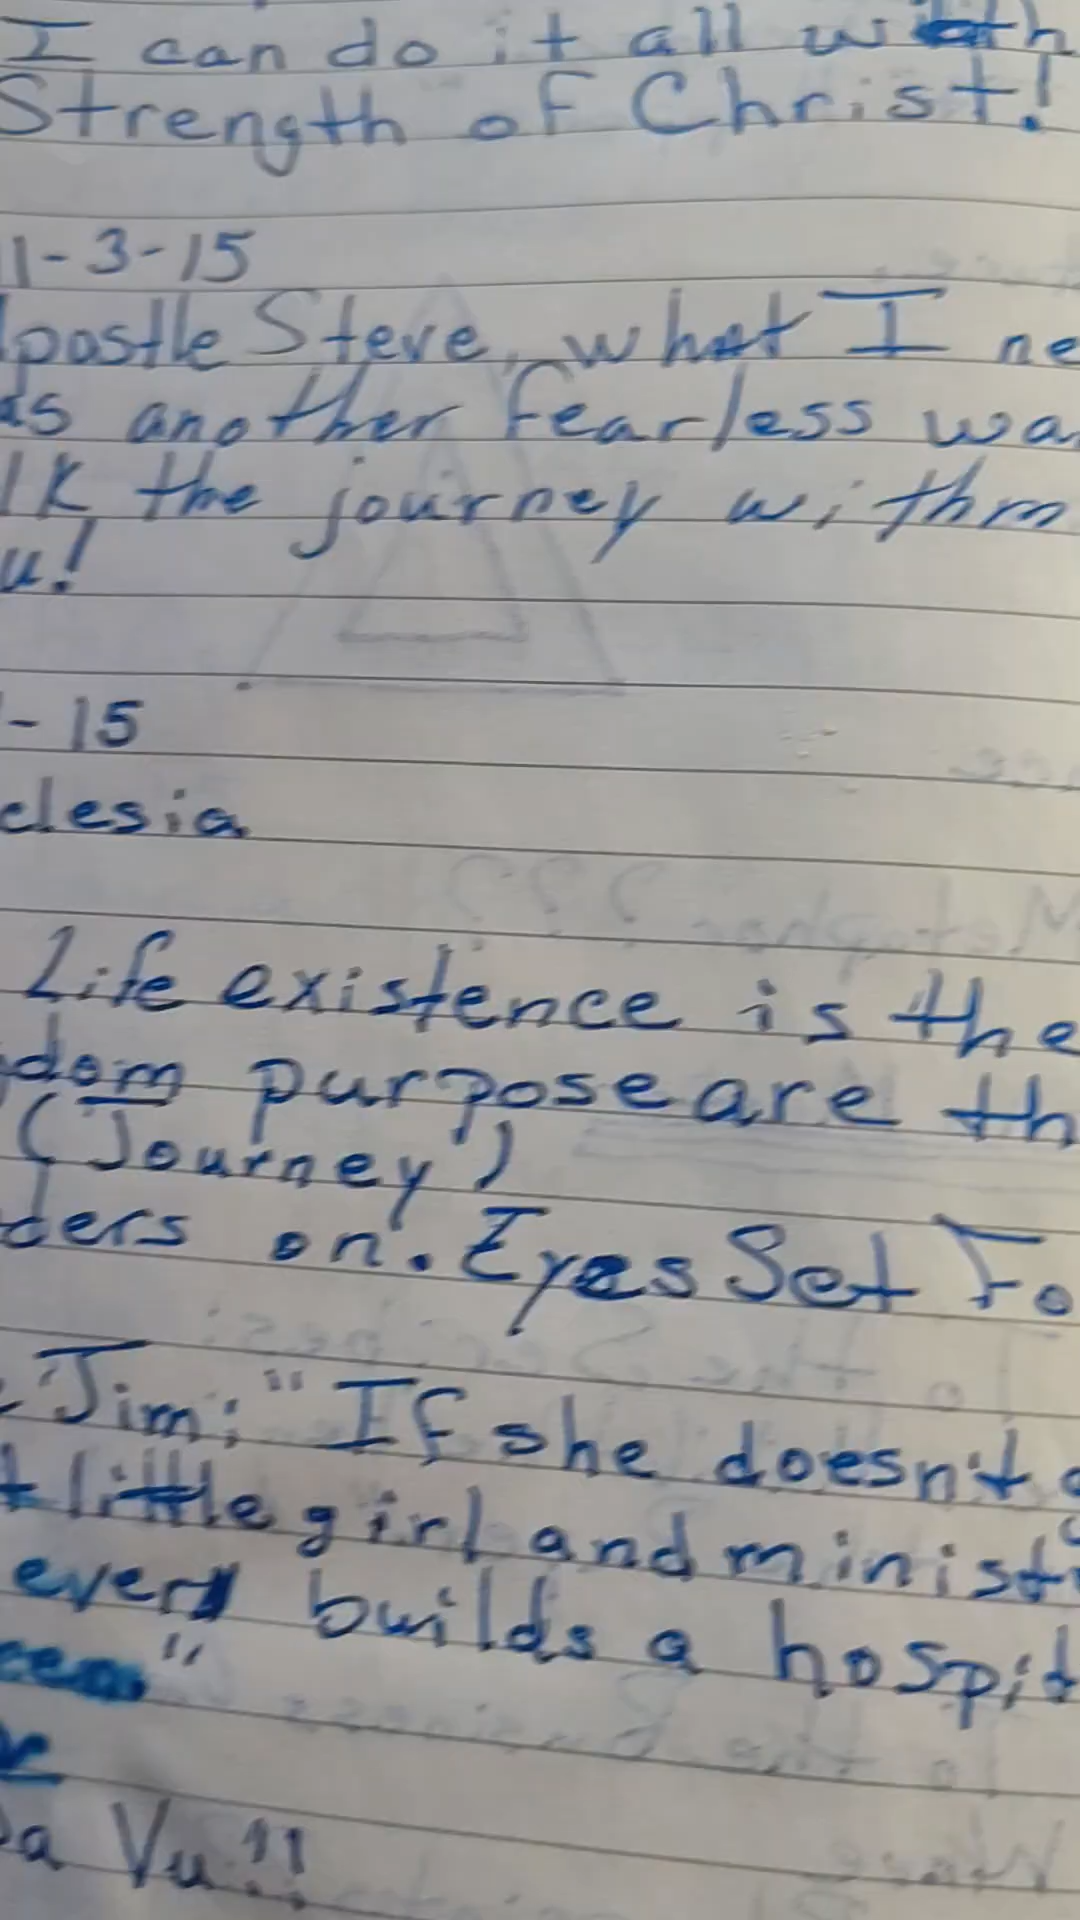 I can do it all with
Strength of Christ!
1-3-15
postle Steve, what I ne
as another fearless wa
lk the journey with m
u!
-15
clesia
Life existence is the
dom purpose are th
(Journey)
ders on. Eyes Set Fo
Jim: "If she doesn't
t little girl and minist
every builds a hospit
"
a Vu!!